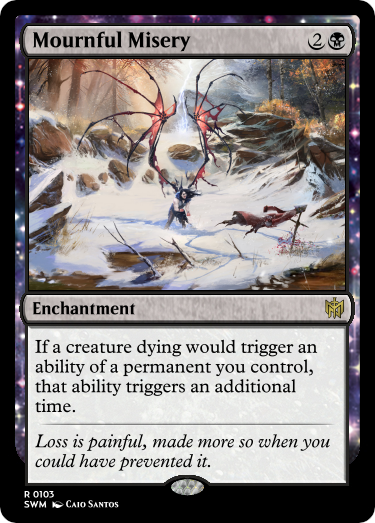 Mournful Misery 2
Enchantment
If a creature dying would trigger an
ability of a permanent you control,
that ability triggers an additional
time.
Loss is painful, made more so when you
could have prevented it.
R 0103
SWM Caio Santos